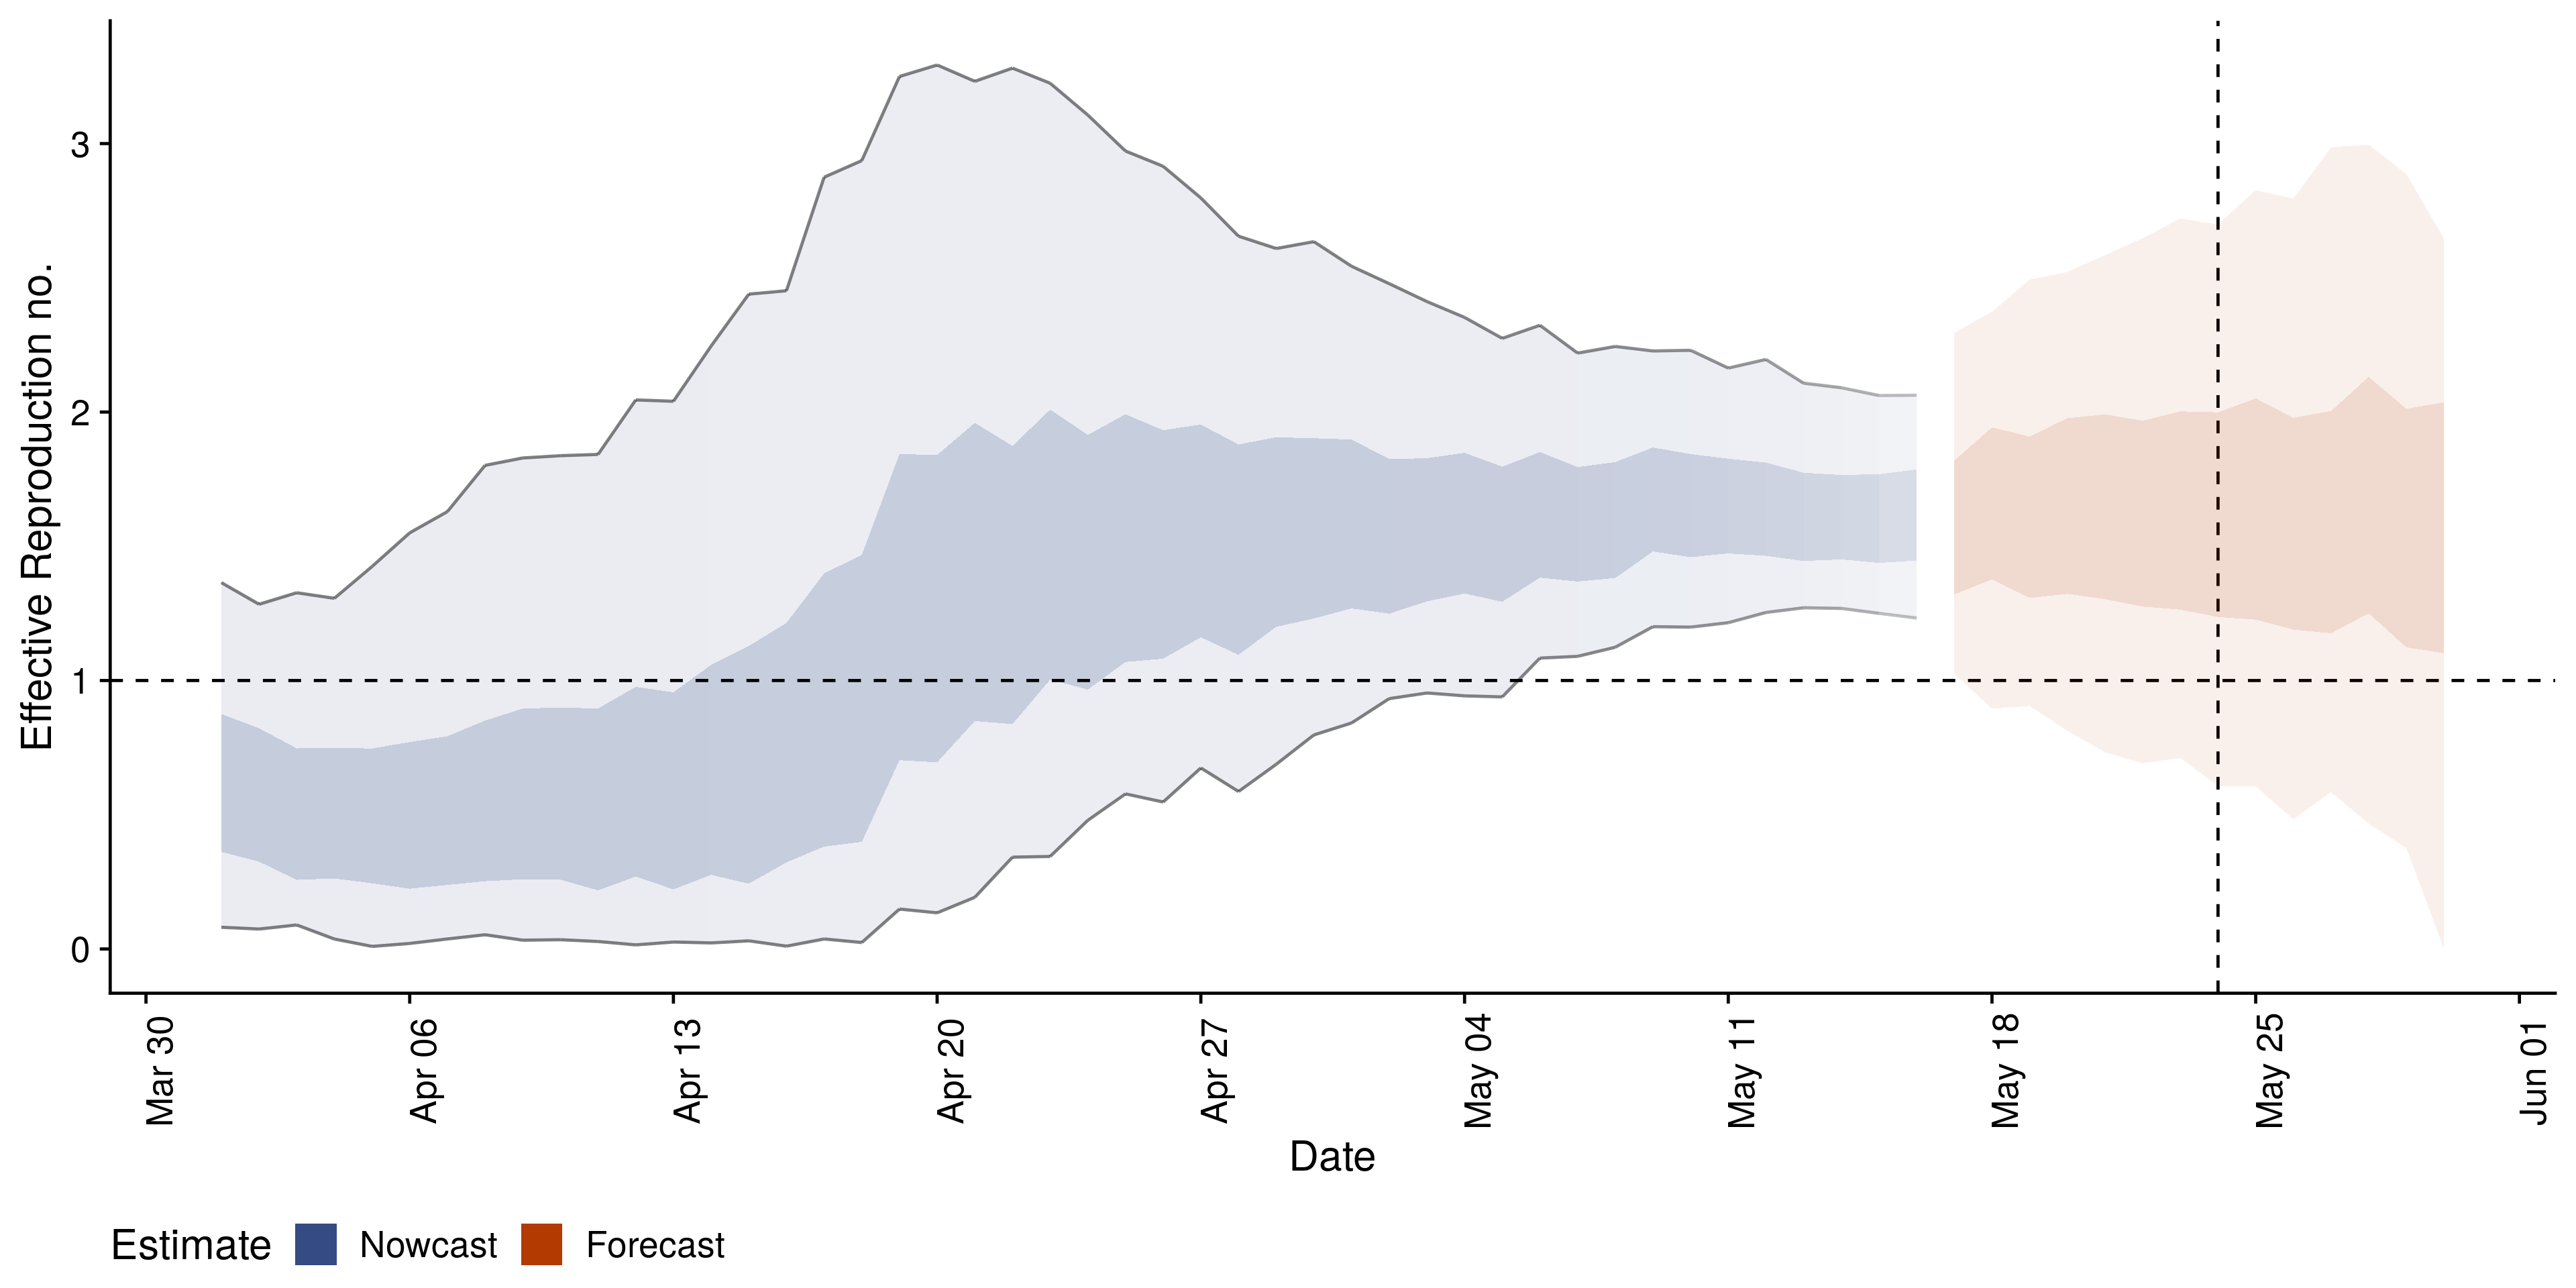 Effective Reproduction no.
3
2
1
0
Mar 30
Apr 06
Apr 13
Apr 20
Apr 27
May 04
May 11
May 18
May 25
Jun 01
Date
Estimate Nowcast Forecast